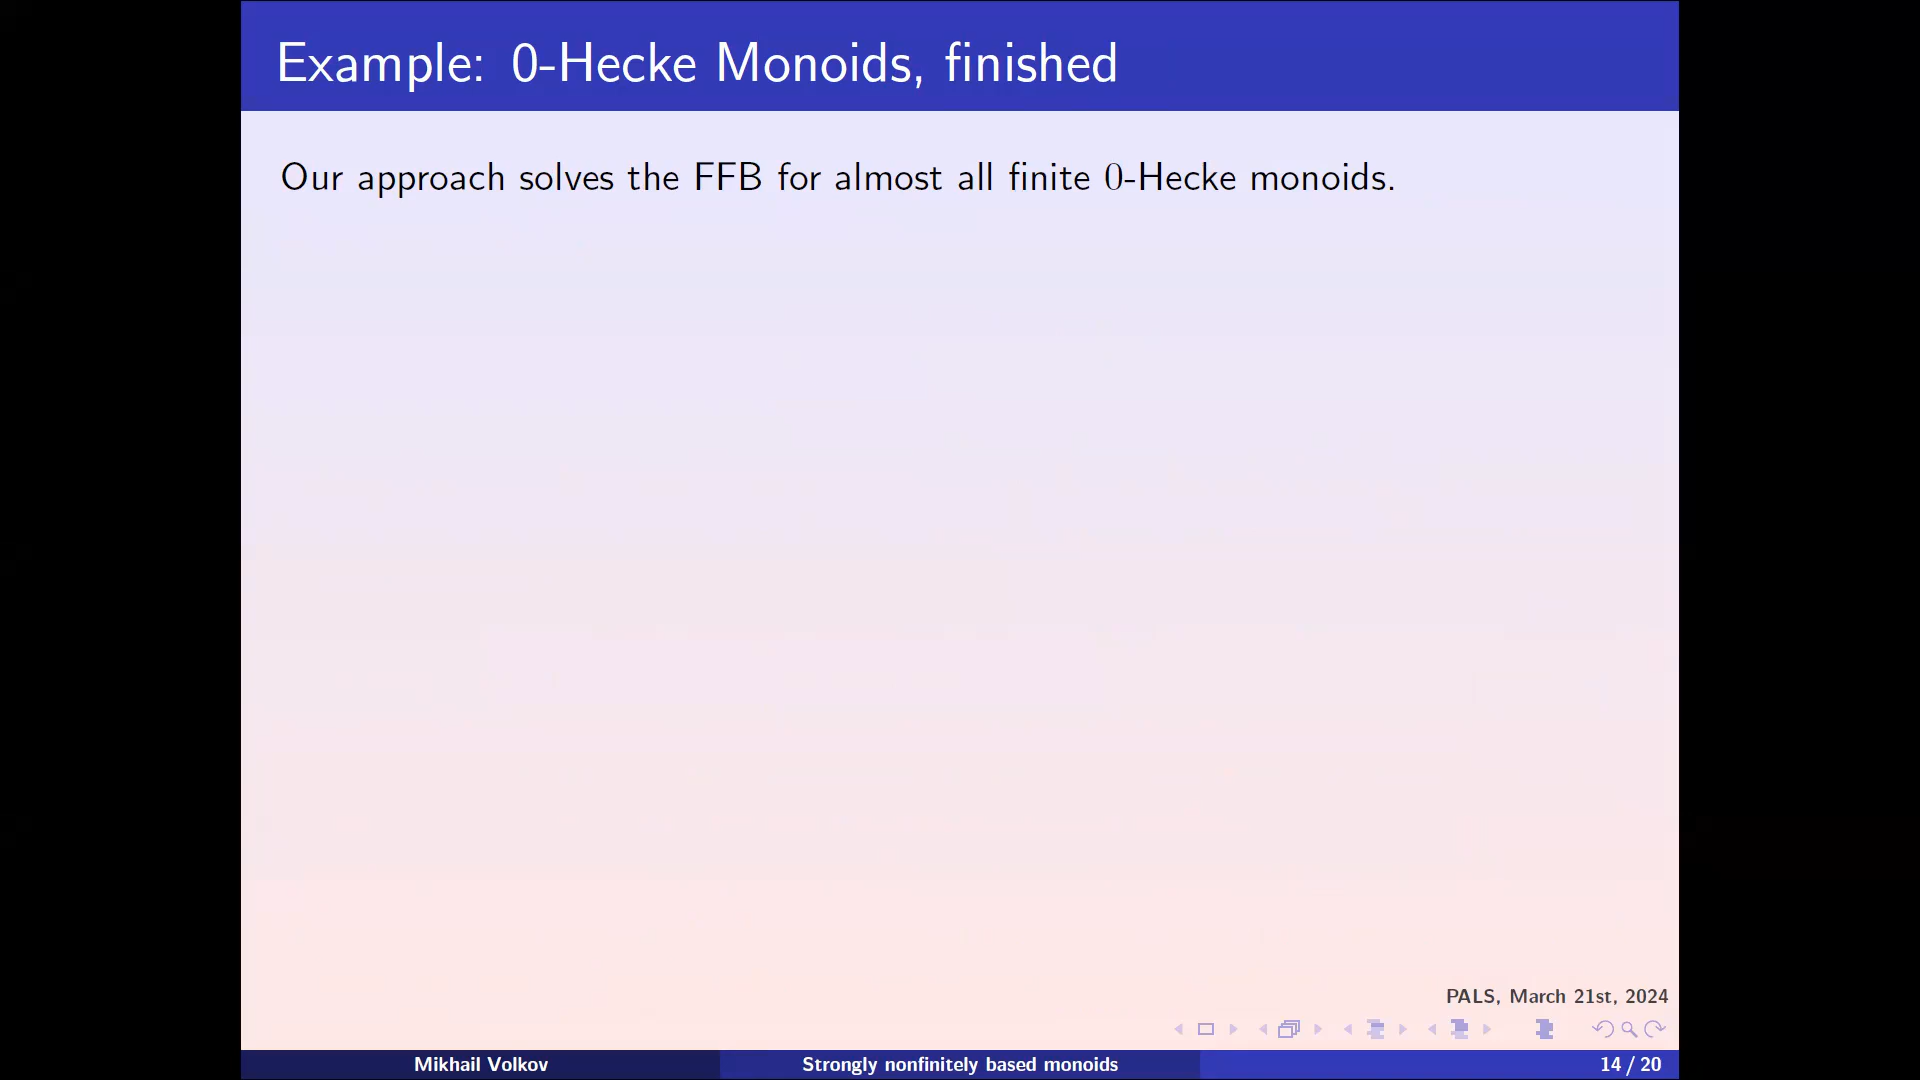 Example: 0-Hecke Monoids, finished
Our approach solves the FFB for almost all finite 0-Hecke monoids.
PALS, March 21st, 2024
Mikhail Volkov Strongly nonfinitely based monoids 14 / 20